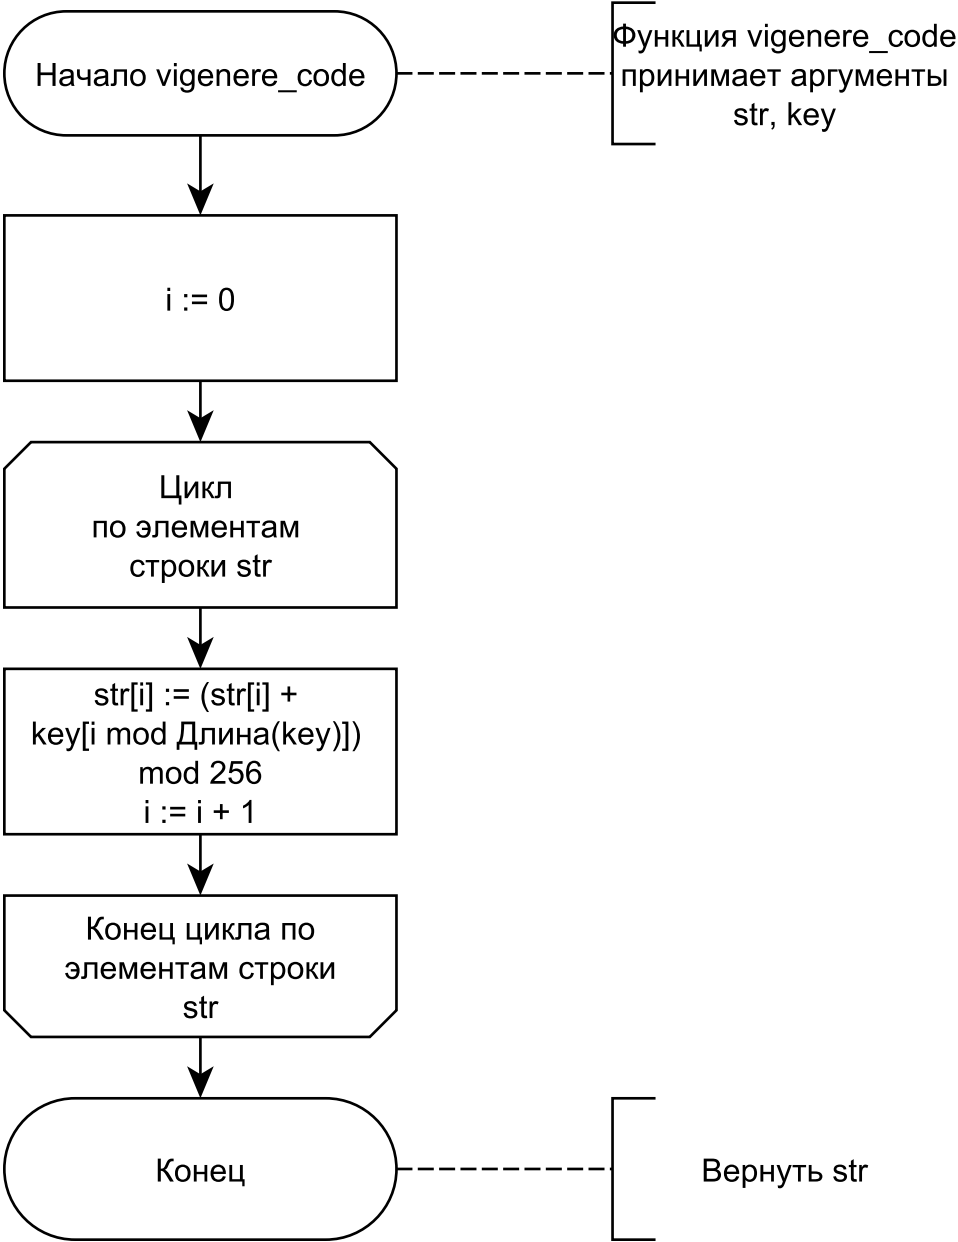 Начало vigenere_code
Функция vigenere_code
принимает аргументы
str, key
i := 0
Цикл
по элементам
строки str
str[i] := (str[i] +
key[i mod Длина(key)])
mod 256
i := i + 1
Конец цикла по
элементам строки
str
Конец
Вернуть str